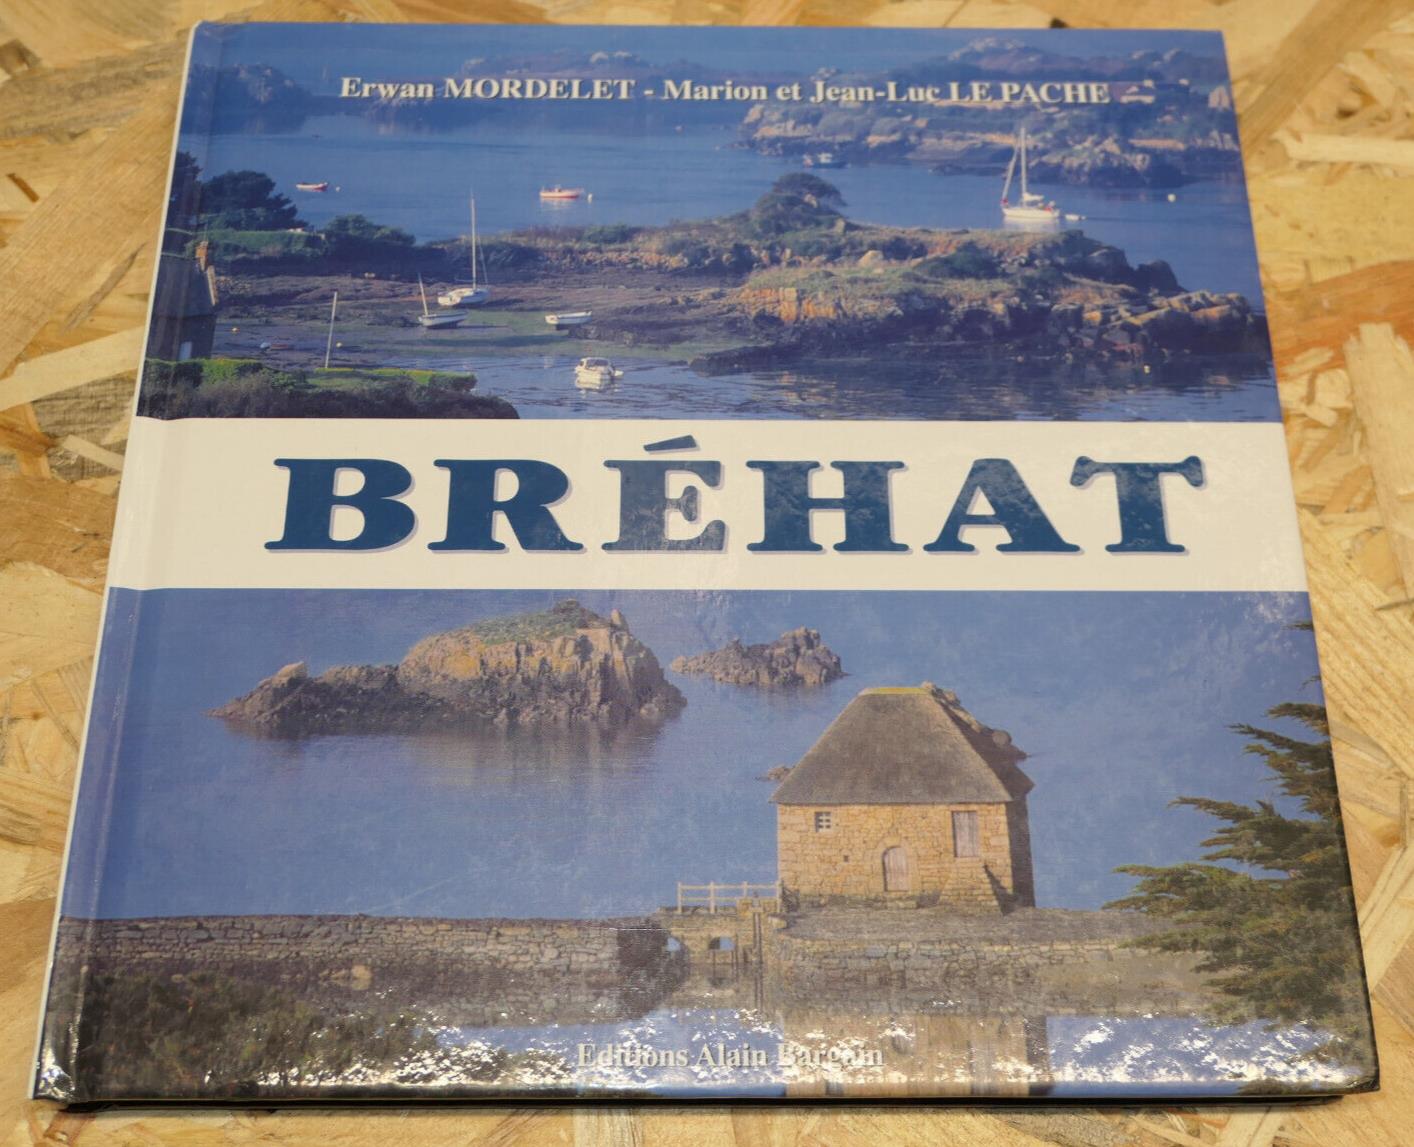 Erwan MORDELET - Marion et Jean-Luc LE PACHE
BRÉHAT
Editions Alain Bargain